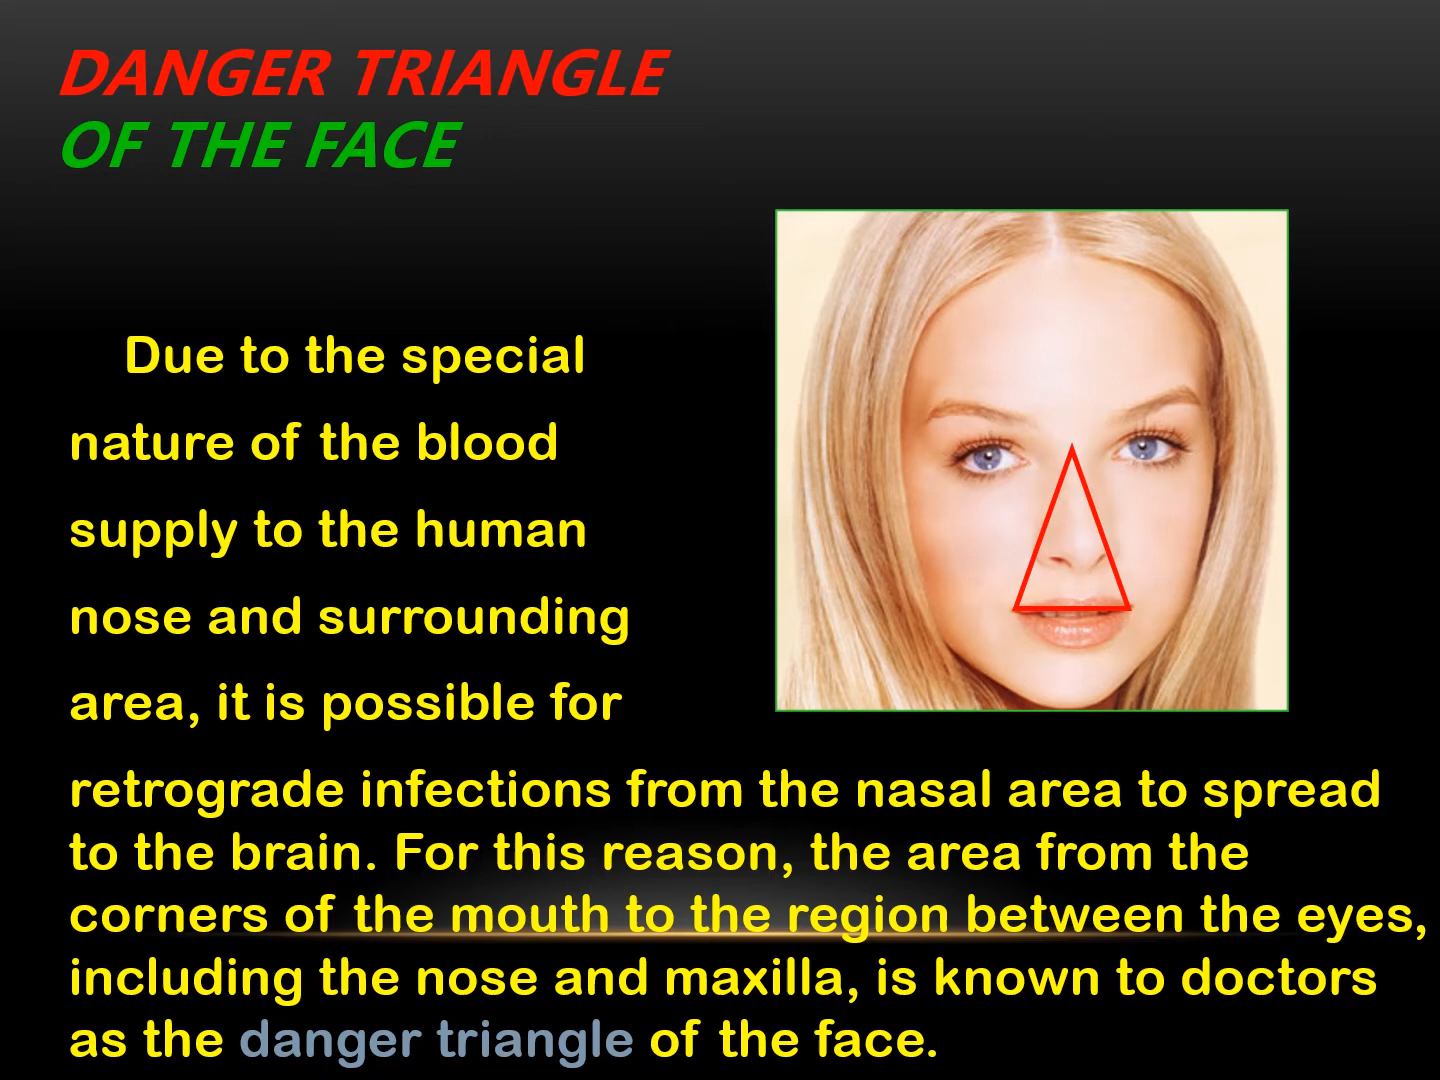 DANGER TRIANGLE
OF THE FACE
Due to the special
nature of the blood
supply to the human
nose and surrounding
area, it is possible for
retrograde infections from the nasal area to spread
to the brain. For this reason, the area from the
corners of the mouth to the region between the eyes,
including the nose and maxilla, is known to doctors
as the danger triangle of the face.